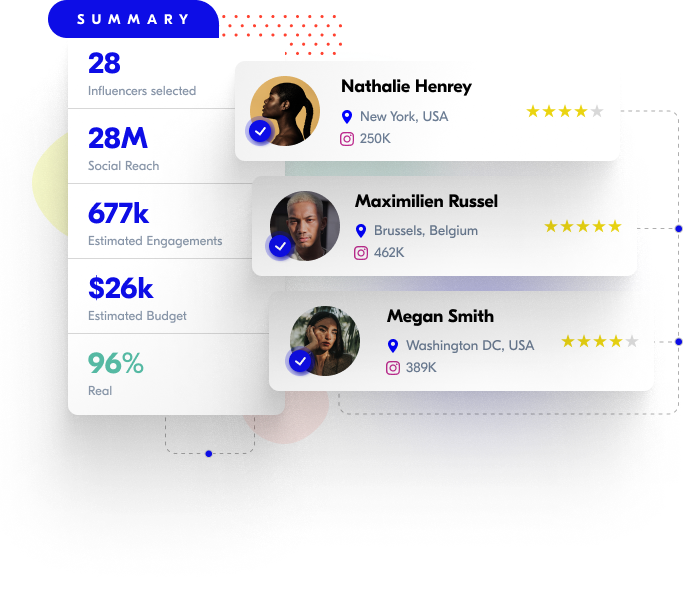 SUMMARY
28
Influencers selected
28M
Social Reach
677k
Estimated Engagements
$26k
Estimated Budget
96%
Real
Nathalie Henrey
New York, USA
250K
Maximilien Russel
Brussels, Belgium
462K
Megan Smith
Washington DC, USA
389K